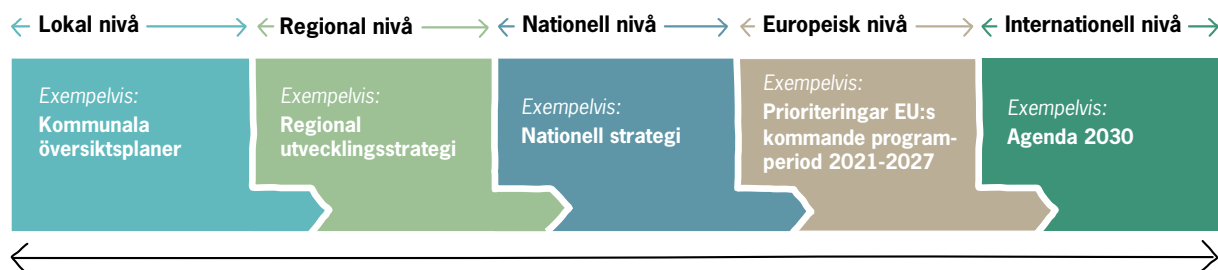 Lokal nivå
Regional nivå
Nationell nivå
Europeisk nivå
Internationell nivå
Exempelvis:
Kommunala
översiktsplaner
Exempelvis:
Regional
utvecklingsstrategi
Exempelvis:
Nationell strategi
Exempelvis:
Prioriteringar EU:s
kommande program-
period 2021-2027
Exempelvis:
Agenda 2030